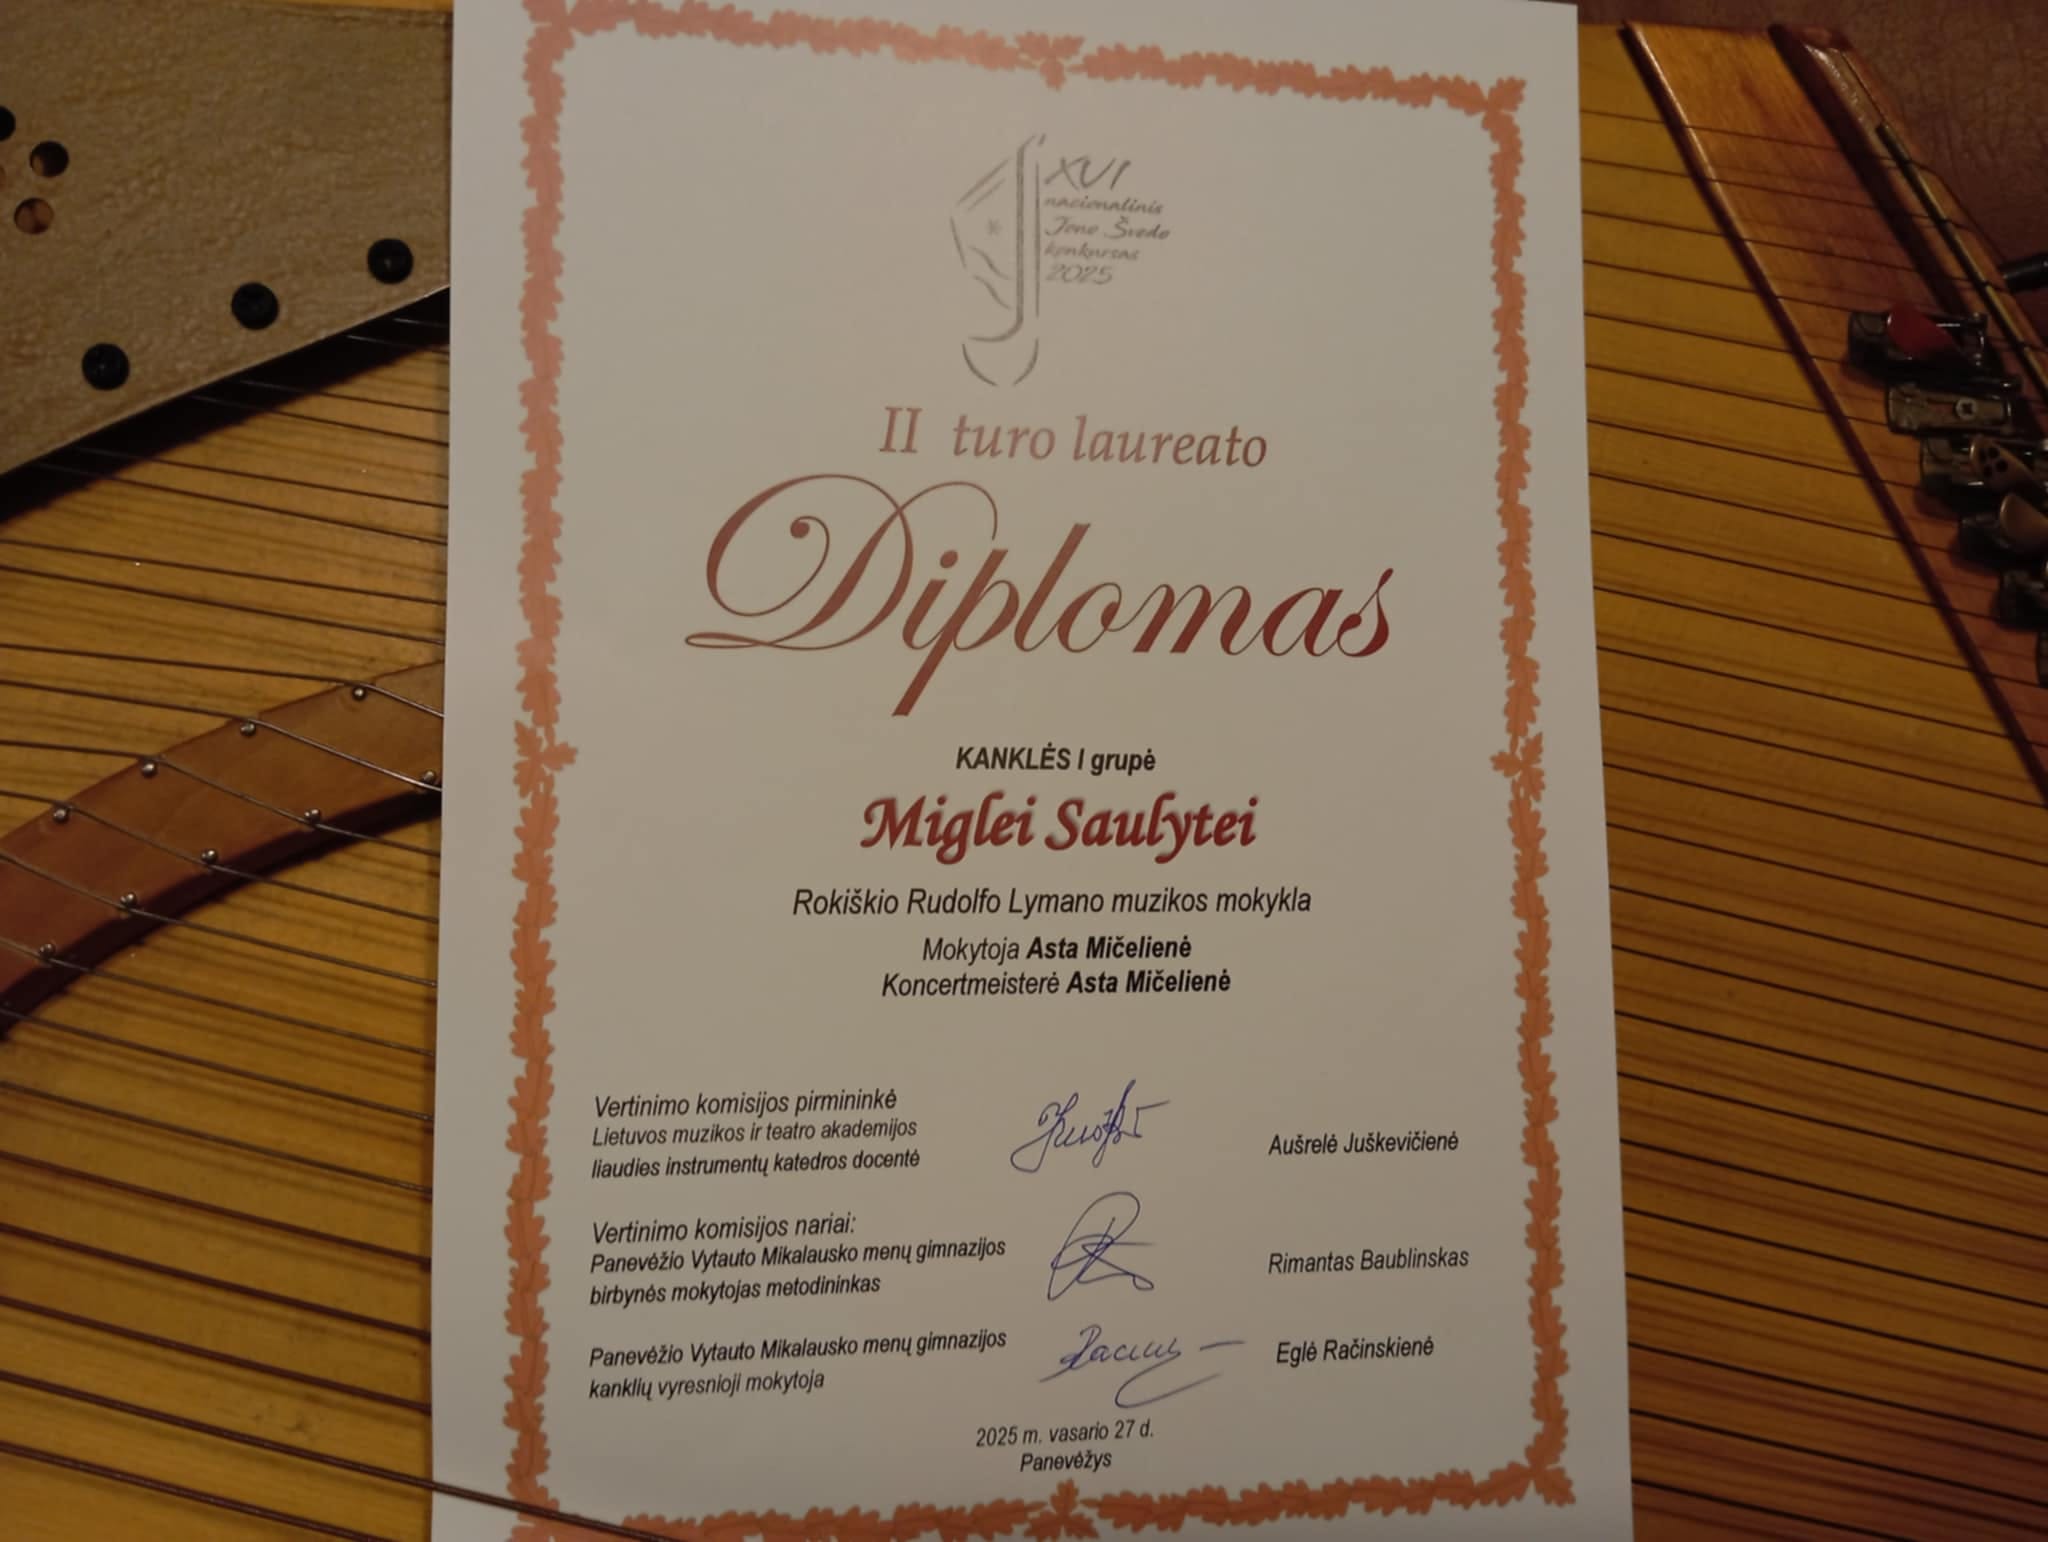 XVI
nacionalinis
Jono Švedo
konkursas
2025
II turo laureato
Diplomas
KANKLĖS I grupė
Miglei Saulytei
Rokiškio Rudolfo Lymano muzikos mokykla
Mokytoja Asta Mičelienė
Koncertmeisterė Asta Mičelienė
Vertinimo komisijos pirmininkė
Lietuvos muzikos ir teatro akademijos
liaudies instrumentų katedros docentė
Aušrelė Juškevičienė
Vertinimo komisijos nariai:
Panevėžio Vytauto Mikalausko menų gimnazijos
birbynės mokytojas metodininkas
Rimantas Baublinskas
Panevėžio Vytauto Mikalausko menų gimnazijos
kanklių vyresnioji mokytoja
Eglė Račinskienė
2025 m. vasario 27 d.
Panevėžys